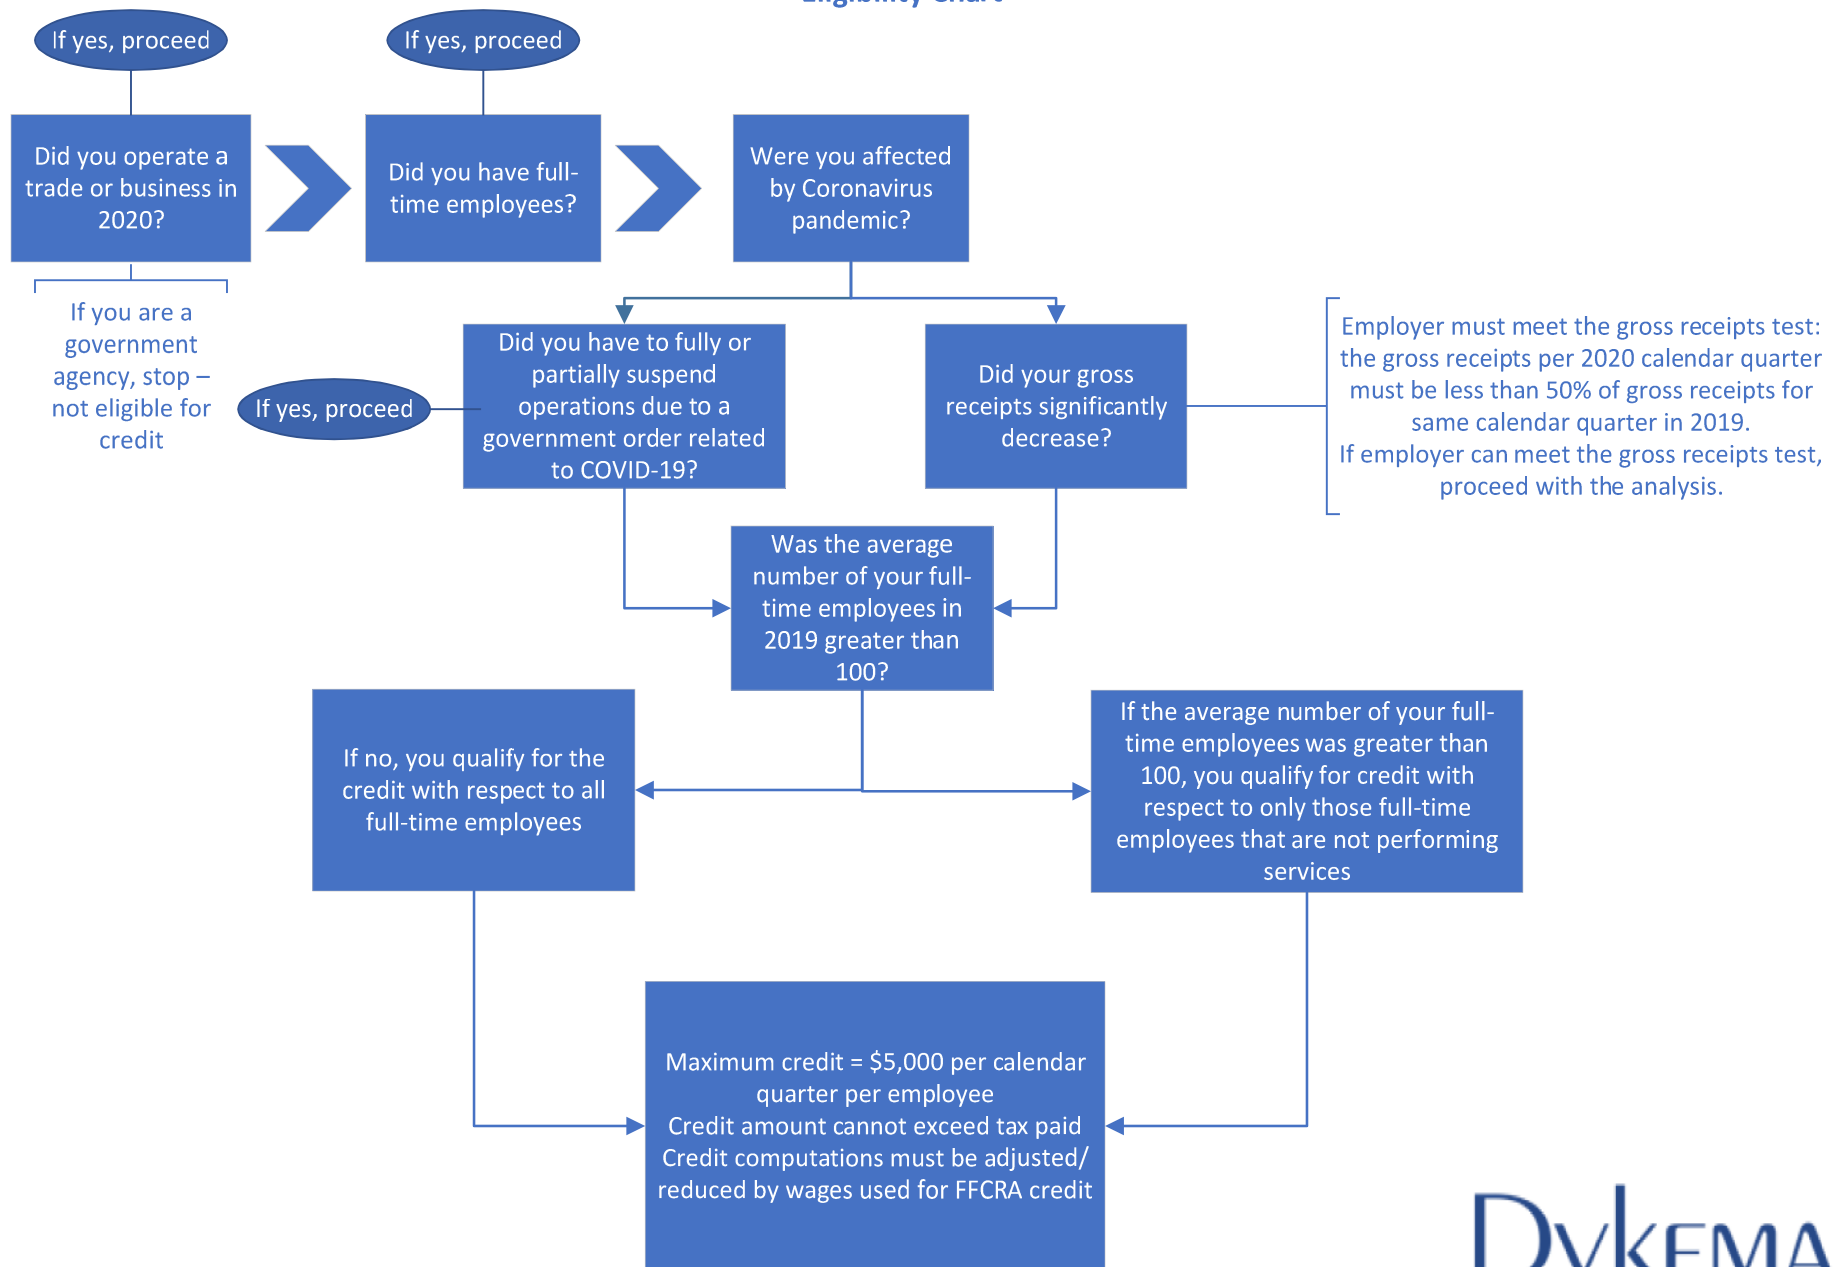 Eligibility Chart
If yes, proceed
If yes, proceed
Did you operate a
trade or business in
2020?
Did you have full-
time employees?
Were you affected
by Coronavirus
pandemic?
If you are a
government
agency, stop –
not eligible for
credit
If yes, proceed
Did you have to fully or
partially suspend
operations due to a
government order related
to COVID-19?
Did your gross
receipts significantly
decrease?
Employer must meet the gross receipts test:
the gross receipts per 2020 calendar quarter
must be less than 50% of gross receipts for
same calendar quarter in 2019.
If employer can meet the gross receipts test,
proceed with the analysis.
Was the average
number of your full-
time employees in
2019 greater than
100?
If no, you qualify for the
credit with respect to all
full-time employees
If the average number of your full-
time employees was greater than
100, you qualify for credit with
respect to only those full-time
employees that are not performing
services
Maximum credit = $5,000 per calendar
quarter per employee
Credit amount cannot exceed tax paid
Credit computations must be adjusted/
reduced by wages used for FFCRA credit
DYKEMA